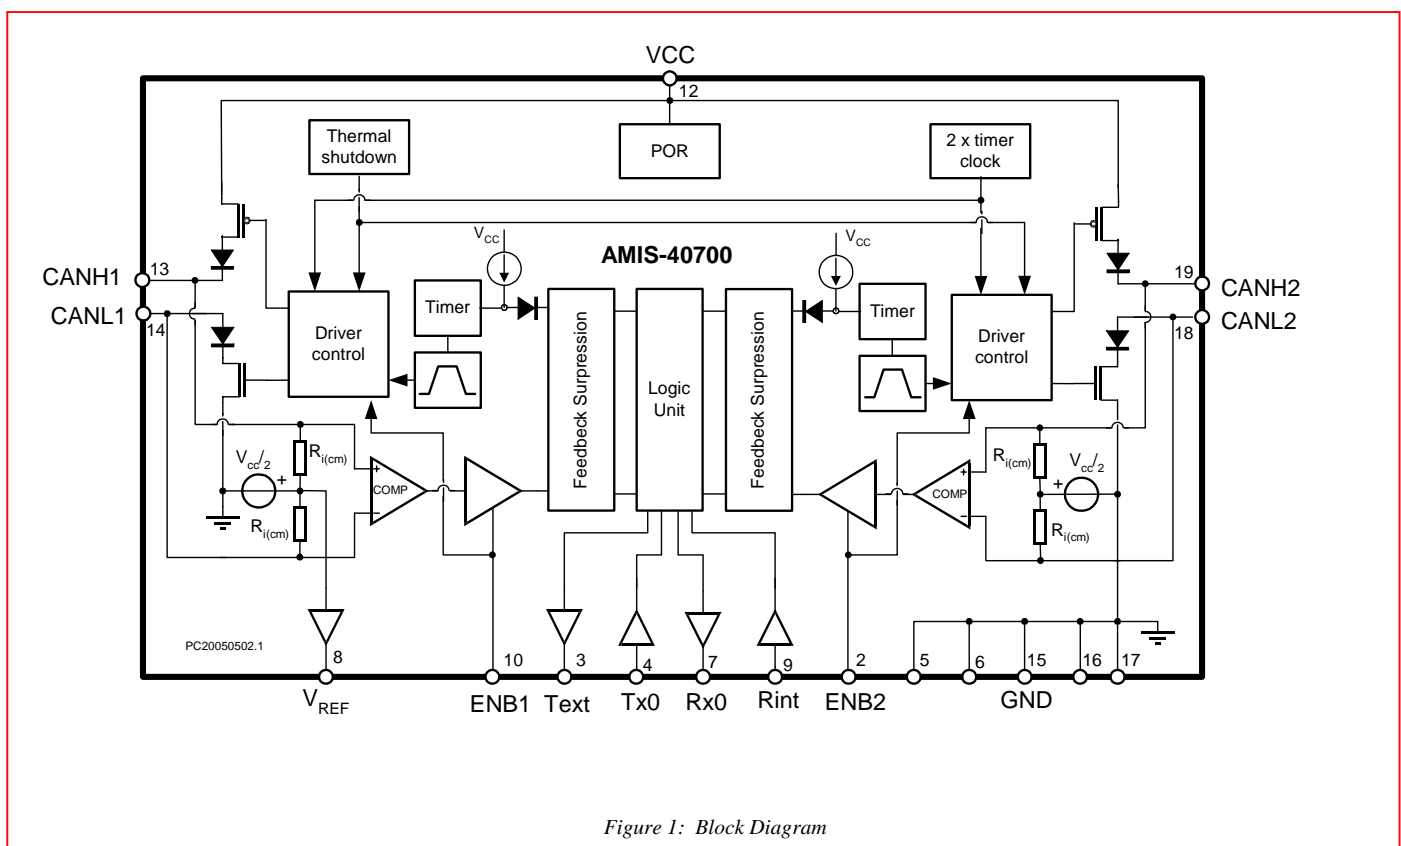 VCC
12
Thermal
shutdown
POR
2 x timer
clock
VCC
AMIS-40700
VCC
13
CANH1
CANL1
14
19
CANH2
CANL2
18
Driver
control
Timer
Feedbeck Surpression
Logic
Unit
Feedbeck Surpression
Timer
Driver
control
Vcc/2
+
Ri(cm)
Ri(cm)
+
COMP
−
+
COMP
−
Ri(cm)
Ri(cm)
Vcc/2
+
PC20050502.1
8
10
3
4
7
9
2
5
6
15
16
17
VREF
ENB1
Text
Tx0
Rx0
Rint
ENB2
GND
Figure 1: Block Diagram